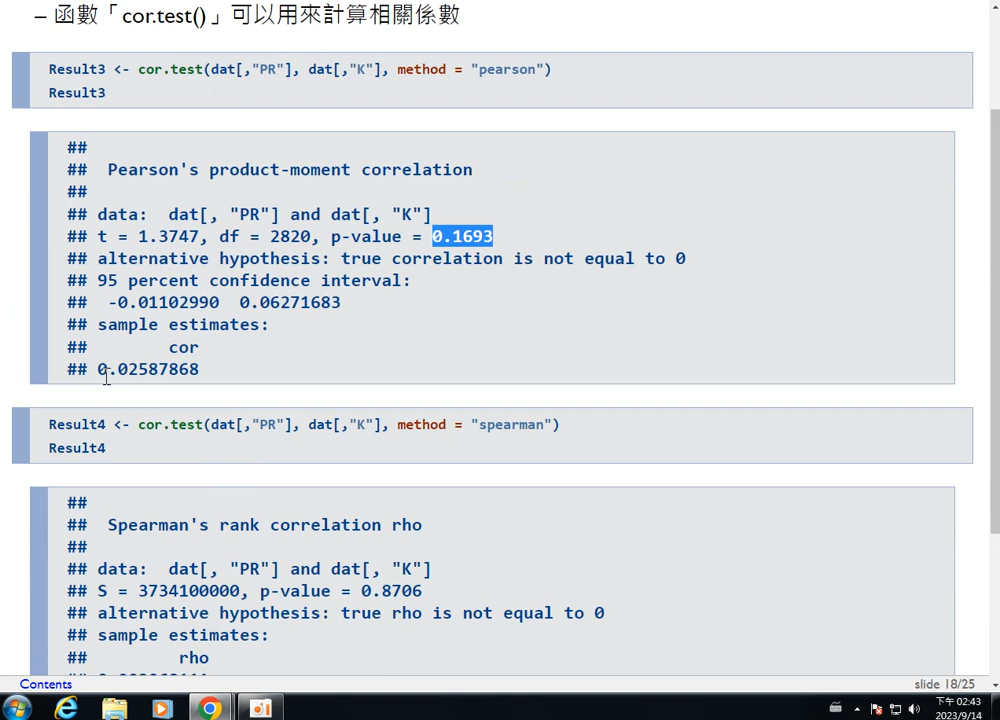 – 函數「cor.test()」可以用來計算相關係數
Result3 <- cor.test(dat[,"PR"], dat[,"K"], method = "pearson")
Result3
##
##  Pearson's product-moment correlation
##
## data:  dat[, "PR"] and dat[, "K"]
## t = 1.3747, df = 2820, p-value = 0.1693
## alternative hypothesis: true correlation is not equal to 0
## 95 percent confidence interval:
##  -0.01102990  0.06271683
## sample estimates:
##        cor
## 0.02587868
Result4 <- cor.test(dat[,"PR"], dat[,"K"], method = "spearman")
Result4
##
##  Spearman's rank correlation rho
##
## data:  dat[, "PR"] and dat[, "K"]
## S = 3734100000, p-value = 0.8706
## alternative hypothesis: true rho is not equal to 0
## sample estimates:
##         rho
Contents
slide 18/25
下午 02:43
2023/9/14